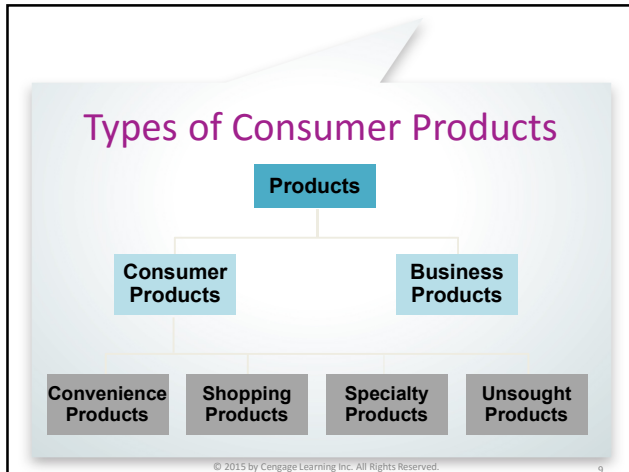 Types of Consumer Products
Products
Consumer
Products
Business
Products
Convenience
Products
Shopping
Products
Specialty
Products
Unsought
Products
© 2015 by Cengage Learning Inc. All Rights Reserved.
9